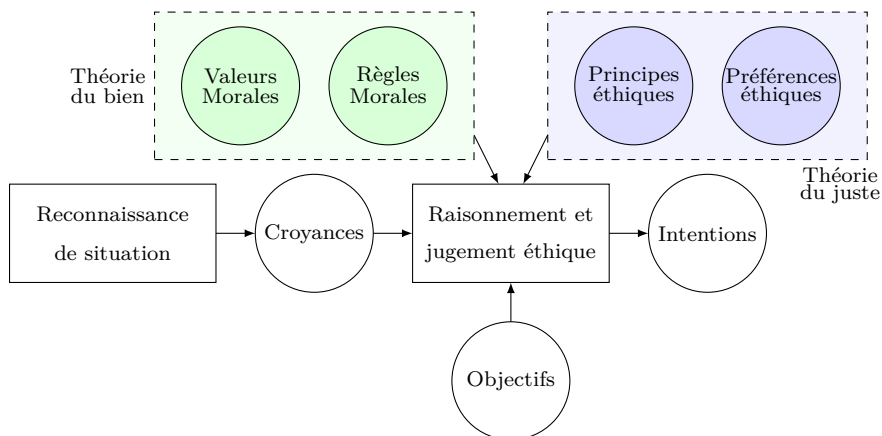 Théorie
du bien
Valeurs
Morales
Règles
Morales
Principes
éthiques
Préférences
éthiques
Théorie
du juste
Reconnaissance
de situation
Croyances
Raisonnement et
jugement éthique
Intentions
Objectifs